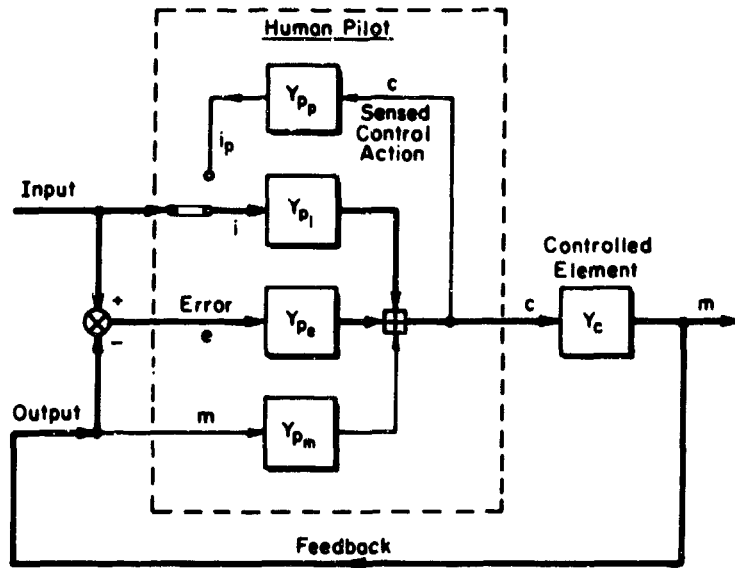 Human Pilot
Y_{p_p}
c
Sensed
Control
Action
i_p
Input
i
Y_{p_i}
Controlled
Element
+
Error
e
Y_{p_e}
c
Y_c
m
-
Output
m
Y_{p_m}
Feedback